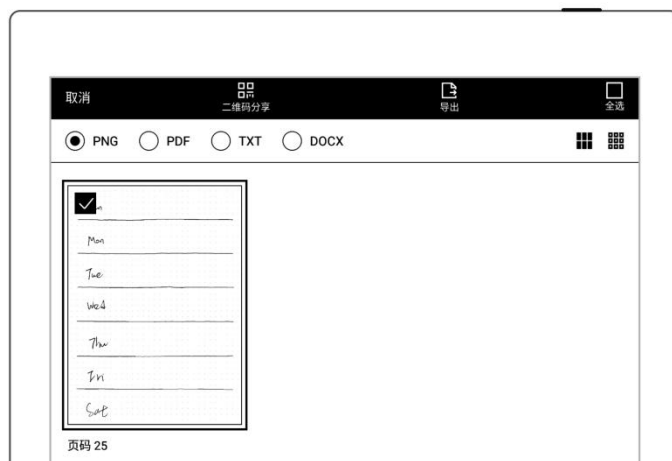 取消
二维码分享
导出
全选
PNG PDF TXT DOCX
Mon
Tue
Wed
Thu
Fri
Sat
页码 25